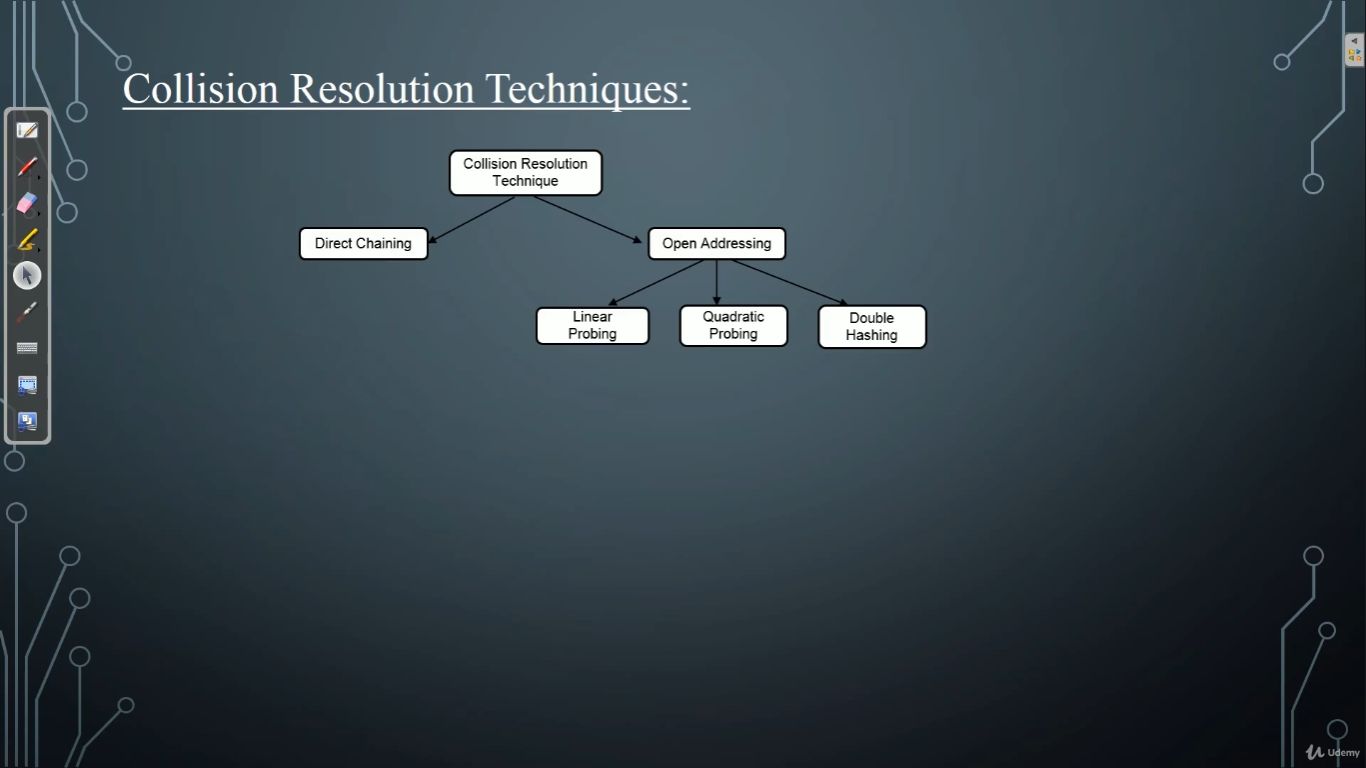 Collision Resolution Techniques:
Collision Resolution
Technique
Direct Chaining
Open Addressing
Linear
Probing
Quadratic
Probing
Double
Hashing
Udemy